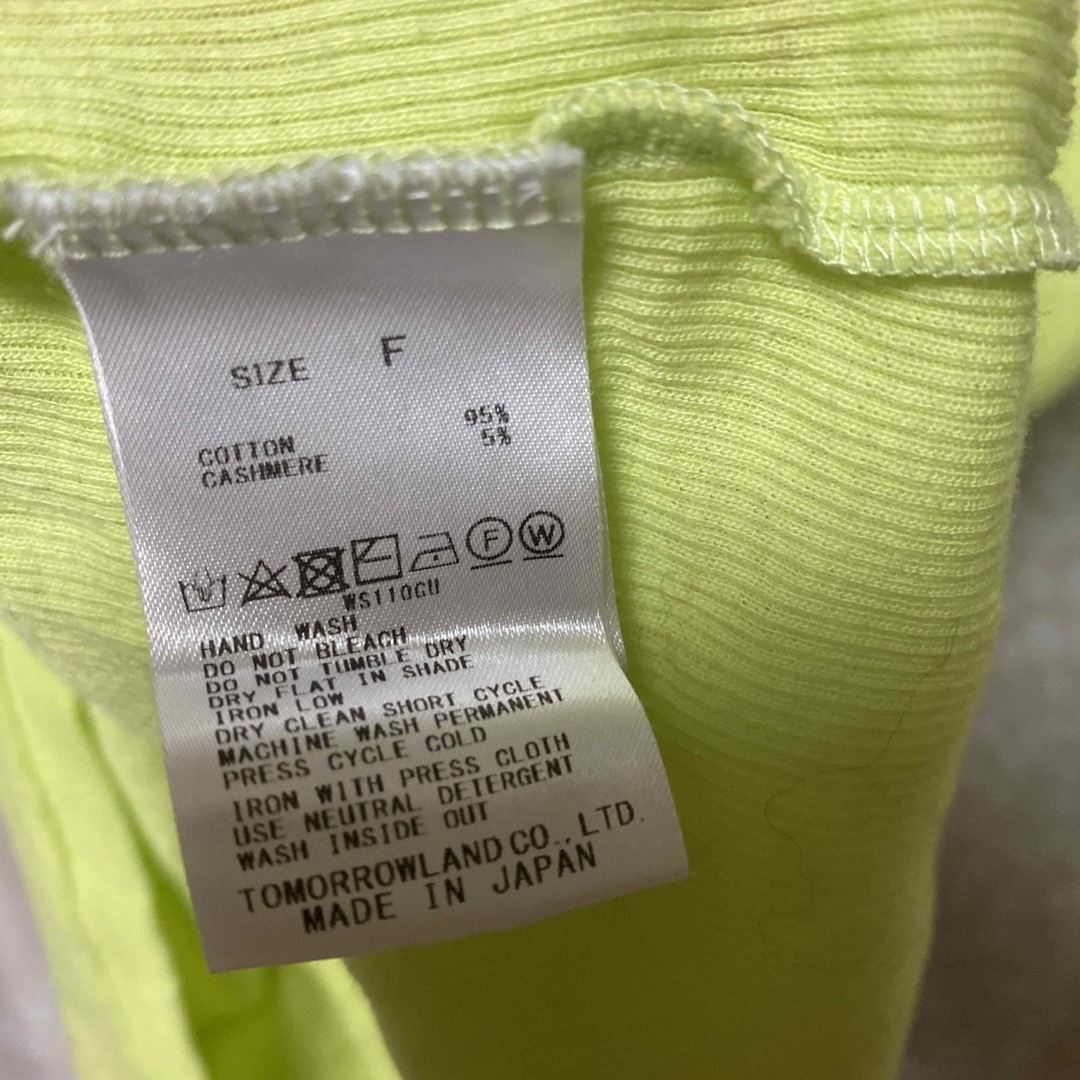 SIZE F
COTTON 95%
CASHMERE 5%
F W
WS110GU
HAND WASH
DO NOT BLEACH
DO NOT TUMBLE DRY
DRY FLAT IN SHADE
IRON LOW
DRY CLEAN SHORT CYCLE
MACHINE WASH PERMANENT
PRESS CYCLE COLD
IRON WITH PRESS CLOTH
USE NEUTRAL DETERGENT
WASH INSIDE OUT
TOMORROWLAND CO., LTD.
MADE IN JAPAN